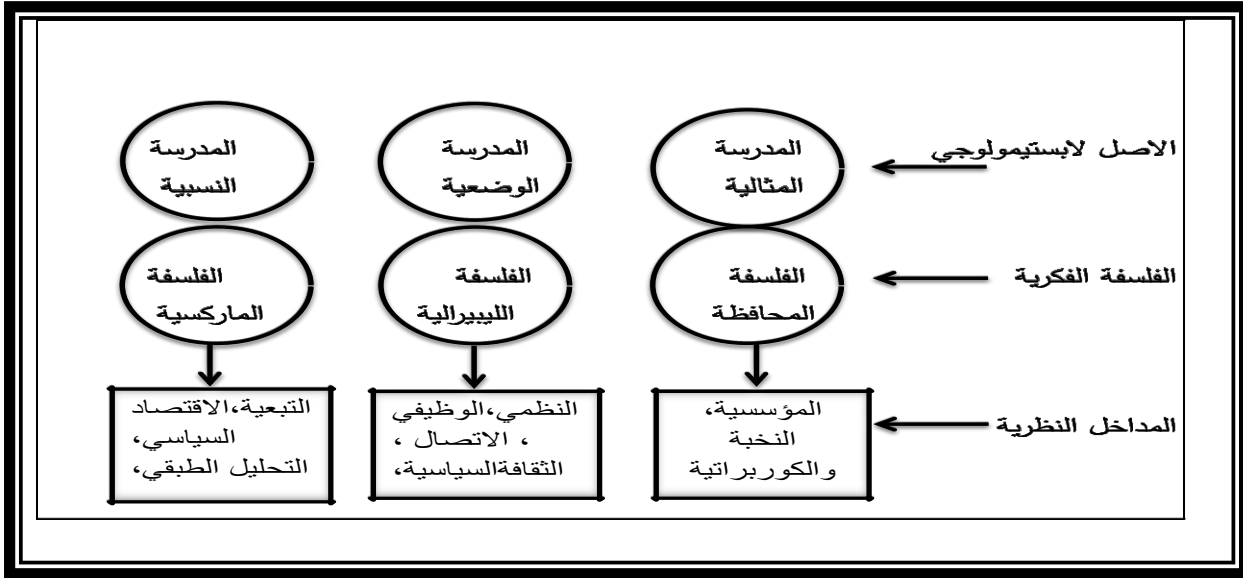 الاصل لابستيمولوجي
المدرسة
المثالية
المدرسة
الوضعية
المدرسة
النسبية
الفلسفة الفكرية
الفلسفة
المحافظة
الفلسفة
الليبيرالية
الفلسفة
الماركسية
المداخل النظرية
المؤسسية،
النخبة
والكوربراتية
النظمي،الوظيفي
، الاتصال ،
الثقافةالسياسية،
التبعية،الاقتصاد
السياسي،
التحليل الطبقي،